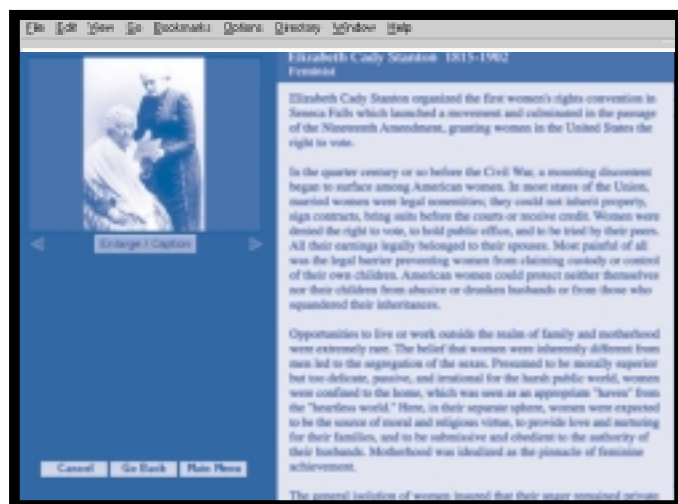 File Edit View Go Bookmarks Options Directory Window Help
Elizabeth Cady Stanton 1815-1902
Feminist
Elizabeth Cady Stanton organized the first women's rights convention in
Seneca Falls which launched a movement and culminated in the passage
of the Nineteenth Amendment, granting women in the United States the
right to vote.
In the quarter century or so before the Civil War, a mounting discontent
began to surface among American women. In most states of the Union,
married women were legal nonentities; they could not inherit property,
sign contracts, bring suits before the courts or receive credit. Women were
denied the right to vote, to hold public office, and to be tried by their peers.
All their earnings legally belonged to their spouses. Most painful of all
was the legal barrier preventing women from claiming custody or control
of their own children. American women could protect neither themselves
nor their children from abusive or drunken husbands or from those who
squandered their inheritances.
Opportunities to live or work outside the realm of family and motherhood
were extremely rare. The belief that women were inherently different from
men led to the segregation of the sexes. Presumed to be morally superior
but too delicate, passive, and irrational for the harsh public world, women
were confined to the home, which was seen as an appropriate "haven" from
the "heartless world." Here, in their separate sphere, women were expected
to be the source of moral and religious virtue, to provide love and nurturing
for their families, and to be submissive and obedient to the authority of
their husbands. Motherhood was idealized as the pinnacle of feminine
achievement.
The general isolation of women insured that their anger remained private
Enlarge / Caption
Cancel Go Back Main Menu